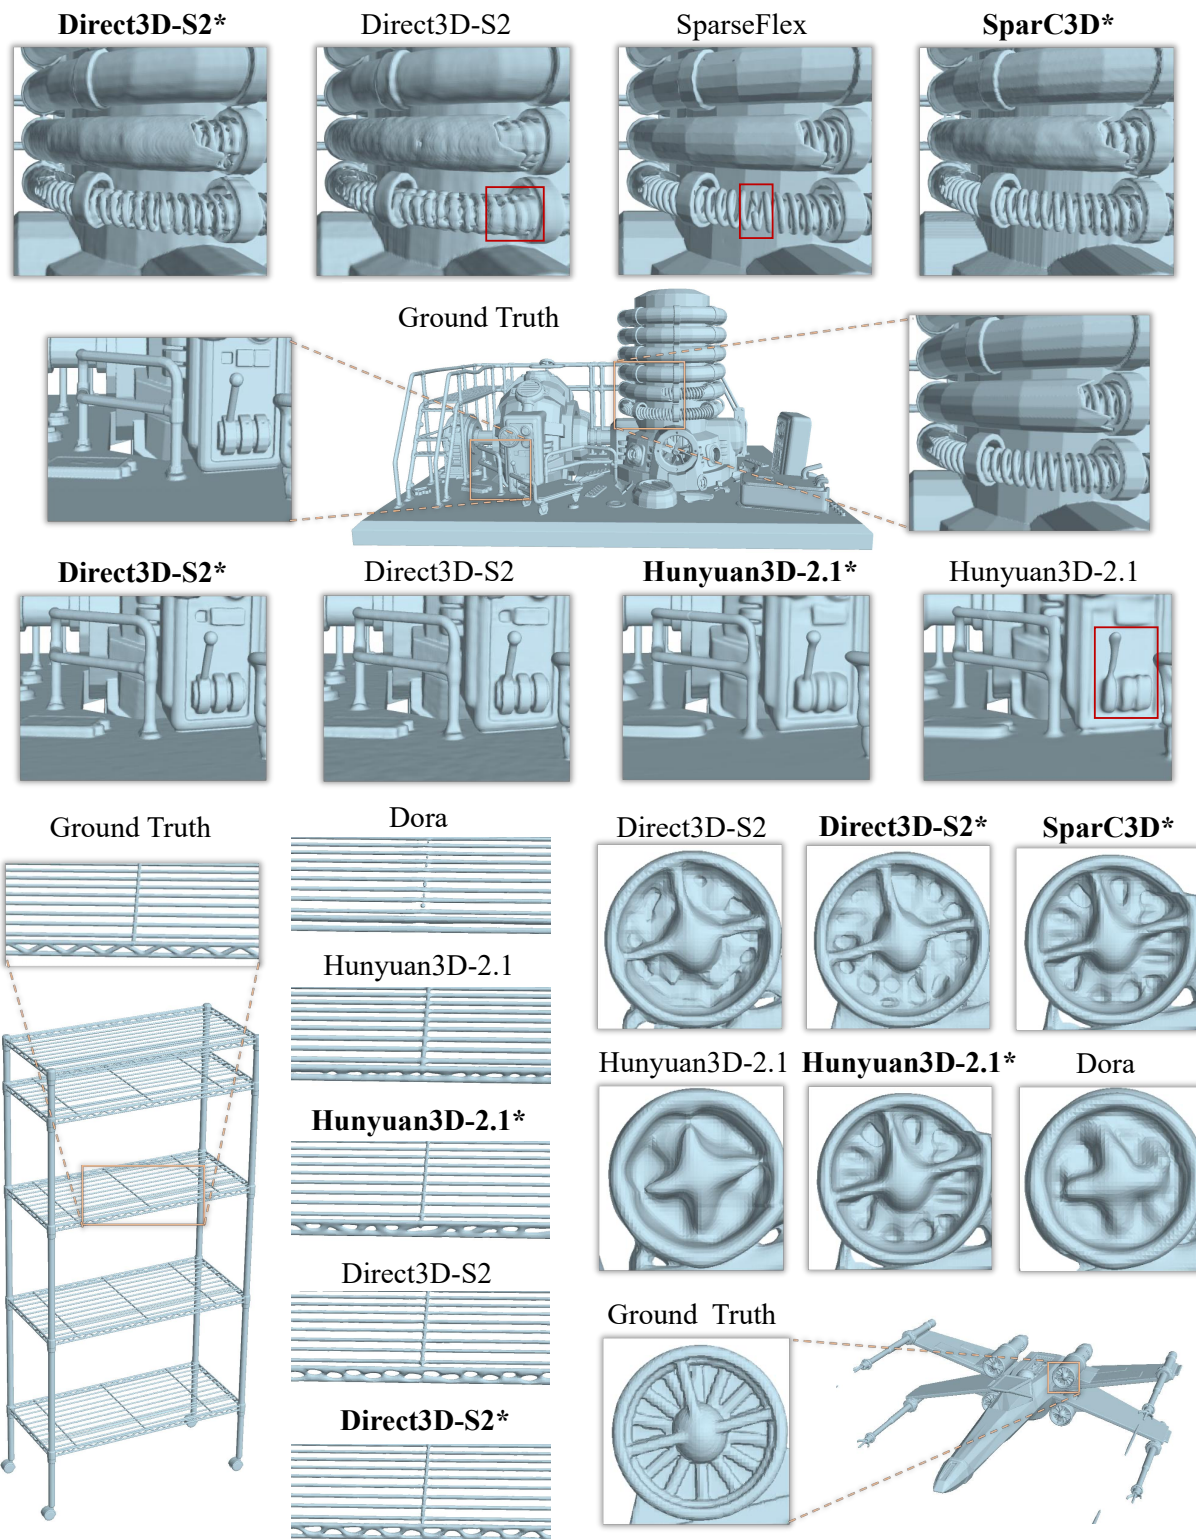 Direct3D-S2*
Direct3D-S2
SparseFlex
SparC3D*
Ground Truth
Direct3D-S2*
Direct3D-S2
Hunyuan3D-2.1*
Hunyuan3D-2.1
Ground Truth
Dora
Hunyuan3D-2.1
Hunyuan3D-2.1*
Direct3D-S2
Direct3D-S2*
Direct3D-S2
Direct3D-S2*
SparC3D*
Hunyuan3D-2.1
Hunyuan3D-2.1*
Dora
Ground Truth